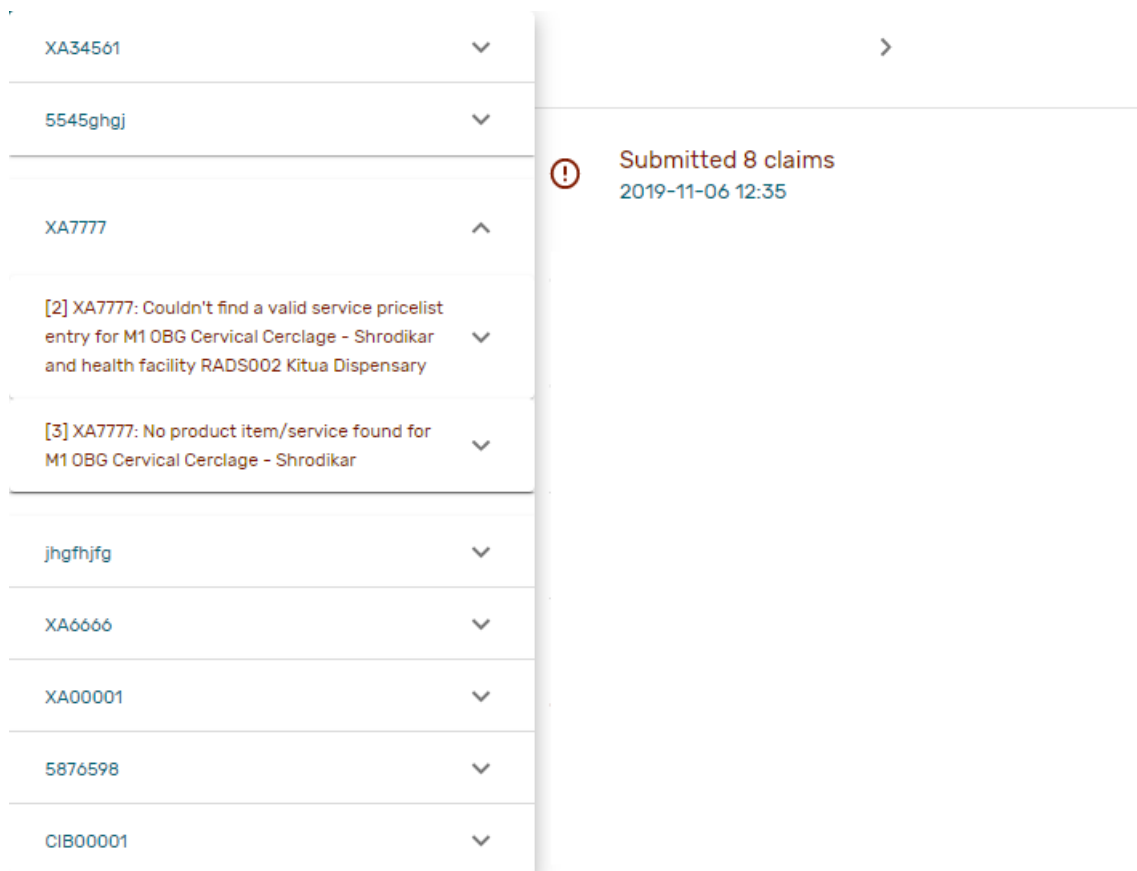 XA34561
5545ghgj
XA7777
[2] XA7777: Couldn't find a valid service pricelist
entry for M1 OBG Cervical Cerclage - Shrodikar
and health facility RADS002 Kitua Dispensary
[3] XA7777: No product item/service found for
M1 OBG Cervical Cerclage - Shrodikar
jhgfhjfg
XA6666
XA00001
5876598
CIB00001
Submitted 8 claims
2019-11-06 12:35